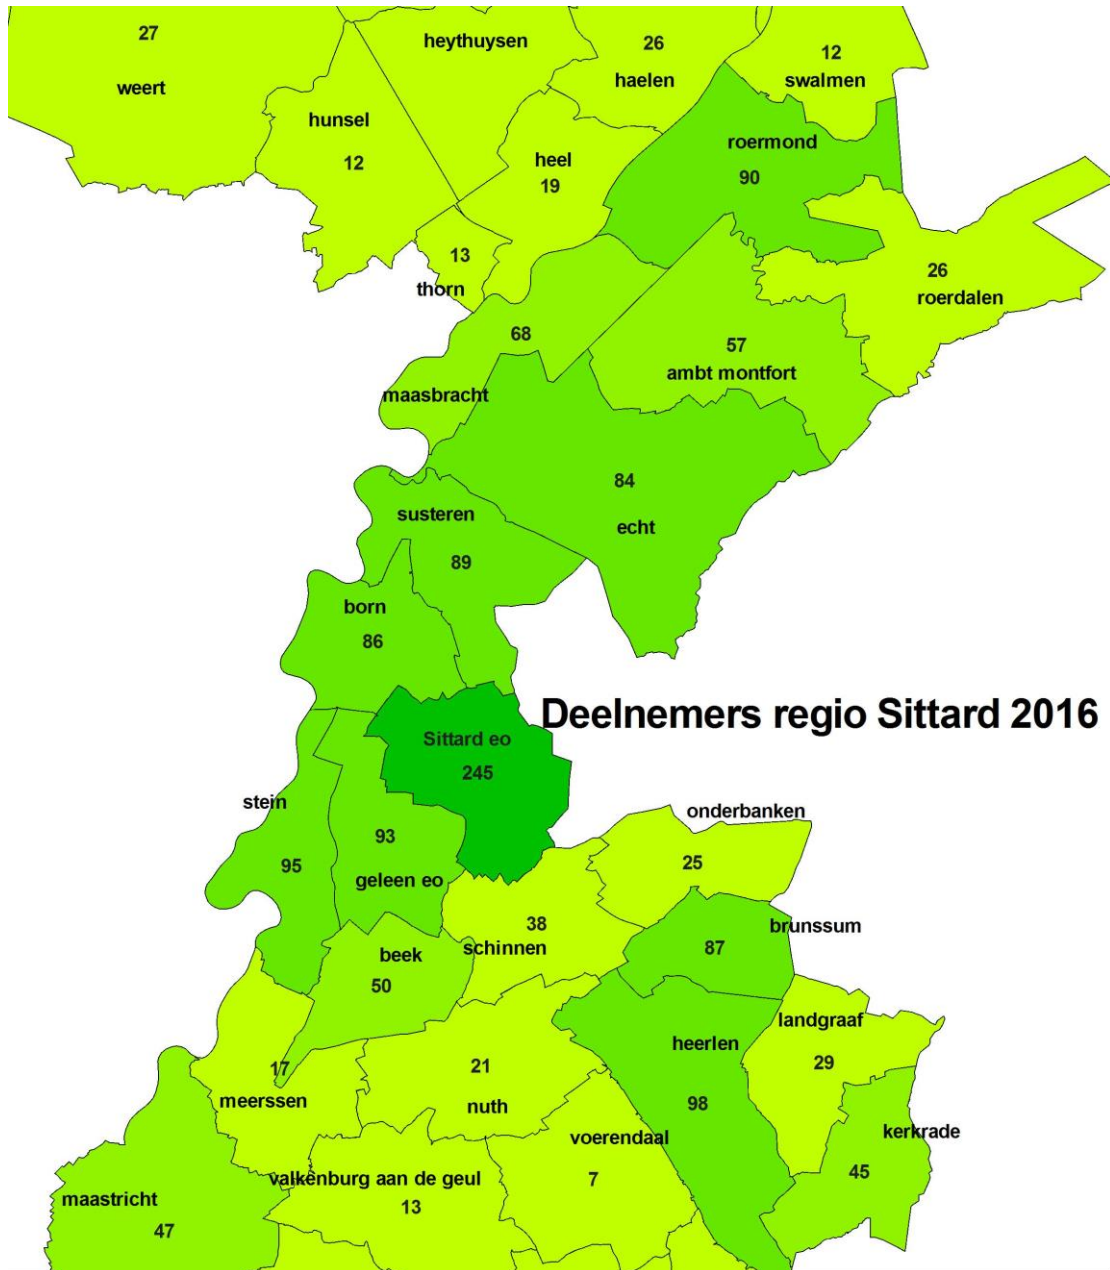 27
weert
heythuysen
26
haelen
12
swalmen
hunsel
12
heel
19
roermond
90
13
thorn
26
roerdalen
68
maasbracht
57
ambt montfort
84
echt
susteren
89
born
86
Deelnemers regio Sittard 2016
Sittard eo
245
stein
95
93
geleen eo
onderbanken
25
38
schinnen
brunssum
87
beek
50
landgraaf
29
heerlen
98
17
meerssen
21
nuth
voerendaal
7
kerkrade
45
valkenburg aan de geul
13
maastricht
47